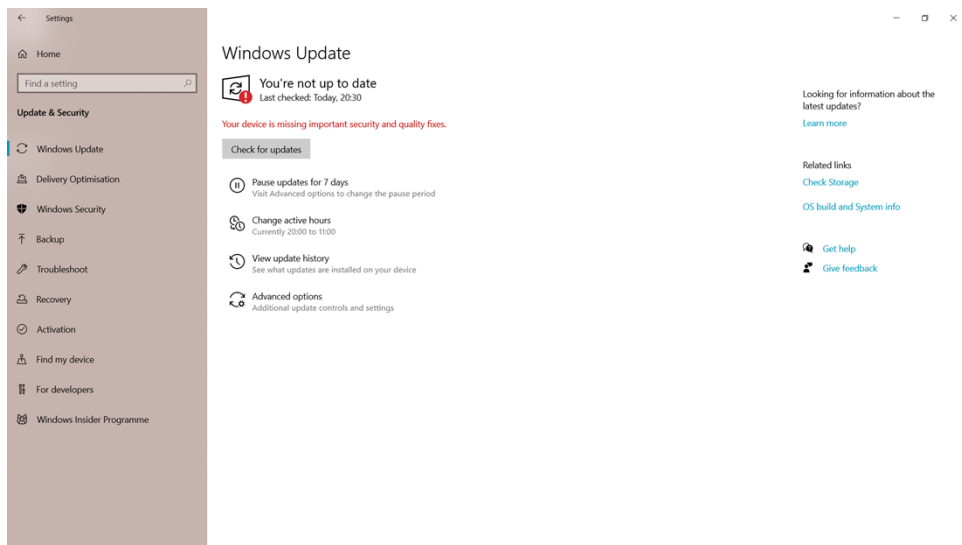 Settings
Home
Find a setting
Update & Security
Windows Update
Delivery Optimisation
Windows Security
Backup
Troubleshoot
Recovery
Activation
Find my device
For developers
Windows Insider Programme
Windows Update
You're not up to date
Last checked: Today, 20:30
Your device is missing important security and quality fixes.
Check for updates
Pause updates for 7 days
Visit Advanced options to change the pause period
Change active hours
Currently 20:00 to 11:00
View update history
See what updates are installed on your device
Advanced options
Additional update controls and settings
Looking for information about the
latest updates?
Learn more
Related links
Check Storage
OS build and System info
Get help
Give feedback